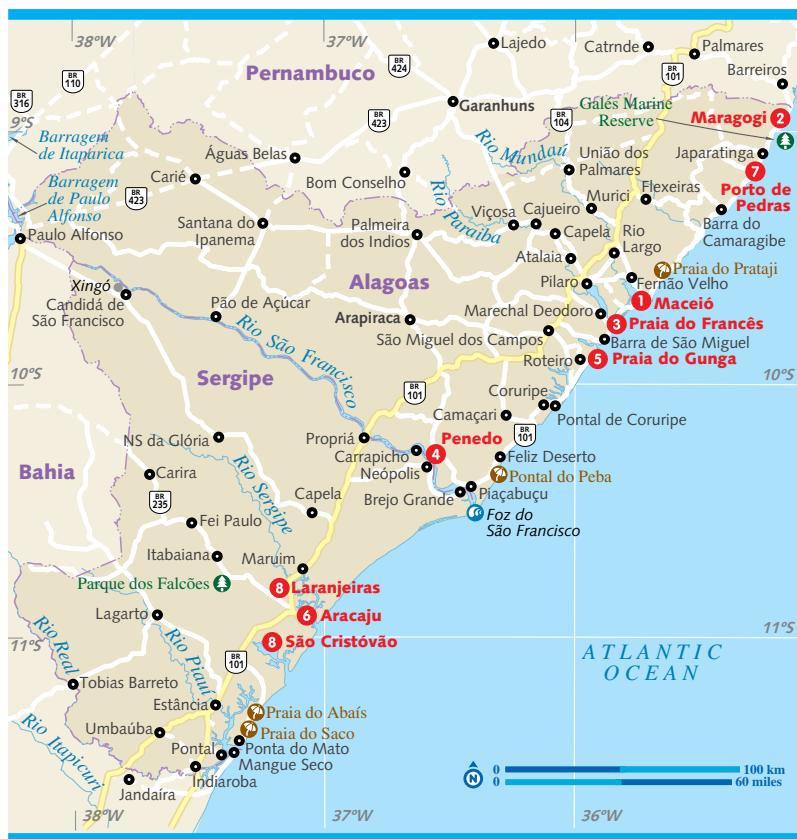 38°W
37°W
Lajedo
Catrnde
Palmares
BR
110
Pernambuco
BR
424
BR
101
Barreiros
BR
316
Garanhuns
Galés Marine
Reserve
Maragogi 2
9°S
BR
423
BR
104
Barragem
de Itaparica
Águas Belas
Rio Mundaú
União dos
Palmares
Japaratinga
7
Porto de
Pedras
Carié
Bom Conselho
Barragem
de Paulo
Alfonso
BR
423
Rio Paraiba
Murici
Flexeiras
Santana do
Ipanema
Palmeira
dos Indios
Viçosa
Cajueiro
Capela
Rio
Largo
Barra do
Camaragibe
Paulo Alfonso
Atalaia
Praia do Prataji
Xingó
Candidá de
São Francisco
Alagoas
Pilaro
Fernão Velho
1 Maceió
Pão de Açúcar
Rio São Francisco
Arapiraca
Marechal Deodoro
3 Praia do Francês
São Miguel dos Campos
Barra de São Miguel
Roteiro
5 Praia do Gunga
10°S
10°S
Sergipe
BR
101
Coruripe
Camaçari
Pontal de Coruripe
BR
101
NS da Glória
Propriá
Penedo
4
Carrapicho
Neópolis
Feliz Deserto
Bahia
Carira
Rio Sergipe
Pontal do Peba
Brejo Grande
Piaçabuçu
BR
235
Capela
Foz do
São Francisco
Fei Paulo
Itabaiana
Maruim
Parque dos Falcões
8 Laranjeiras
Lagarto
6 Aracaju
Rio Real
Rio Piauí
8 São Cristóvão
11°S
11°S
BR
101
ATLANTIC
OCEAN
Tobias Barreto
Estância
Praia do Abaís
Umbaúba
Praia do Saco
Rio Itapicuri
Pontal
Ponta do Mato
Mangue Seco
Indiaroba
Jandaíra
N
0 100 km
0 60 miles
38°W
37°W
36°W